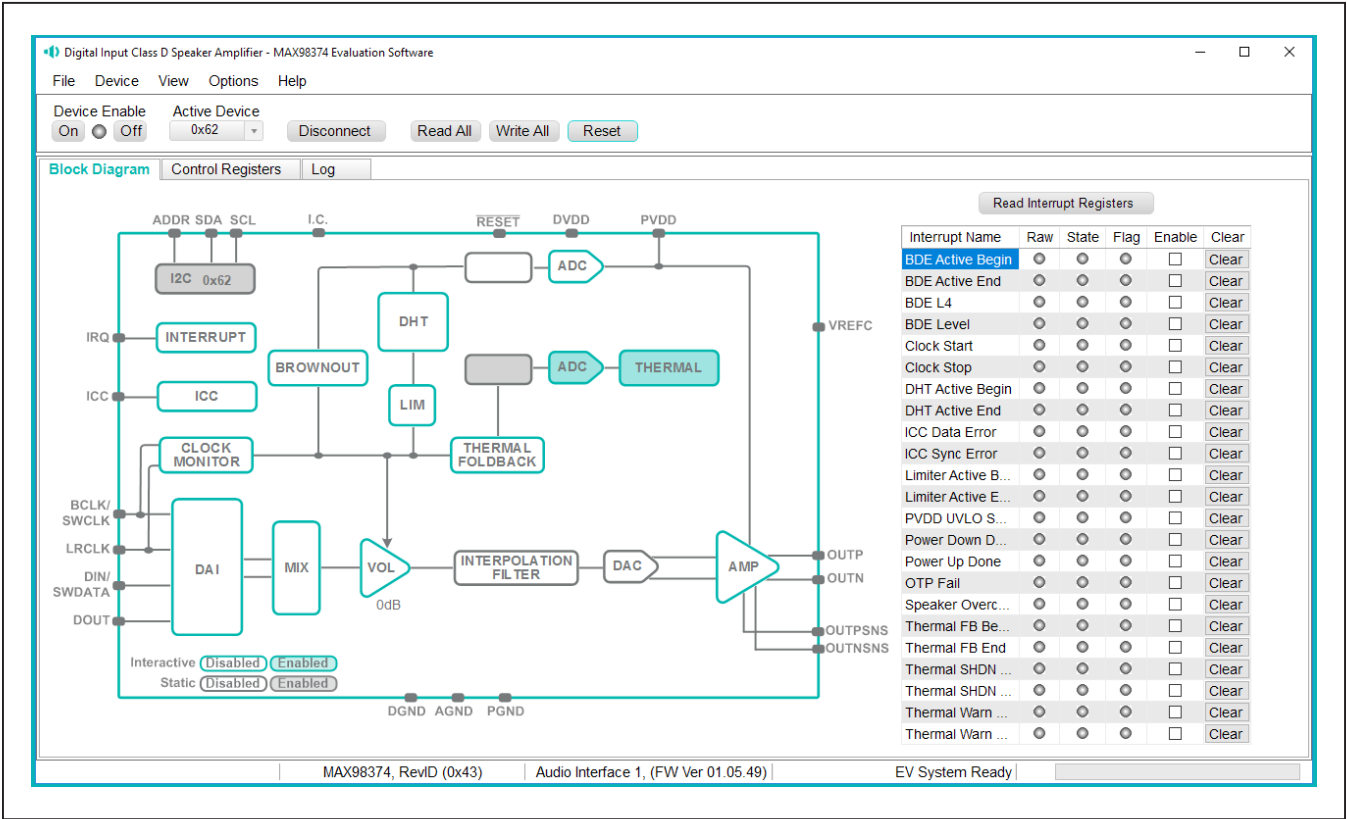 Digital Input Class D Speaker Amplifier - MAX98374 Evaluation Software
File Device View Options Help
Device Enable Active Device
On Off 0x62 Disconnect Read All Write All Reset
Block Diagram Control Registers Log
Read Interrupt Registers
ADDR SDA SCL I.C. RESET DVDD PVDD
I2C 0x62
ADC
DHT
IRQ
INTERRUPT
VREFC
BROWNOUT
ADC
THERMAL
ICC
ICC
LIM
CLOCK
MONITOR
THERMAL
FOLDBACK
BCLK/
SWCLK
LRCLK
DIN/
SWDATA
DOUT
DAI
MIX
VOL
0dB
INTERPOLATION
FILTER
DAC
AMP
OUTP
OUTN
OUTPSNS
OUTNSNS
Interactive Disabled Enabled
Static Disabled Enabled
DGND AGND PGND
Interrupt Name Raw State Flag Enable Clear
BDE Active Begin Clear
BDE Active End Clear
BDE L4 Clear
BDE Level Clear
Clock Start Clear
Clock Stop Clear
DHT Active Begin Clear
DHT Active End Clear
ICC Data Error Clear
ICC Sync Error Clear
Limiter Active B... Clear
Limiter Active E... Clear
PVDD UVLO S... Clear
Power Down D... Clear
Power Up Done Clear
OTP Fail Clear
Speaker Overc... Clear
Thermal FB Be... Clear
Thermal FB End Clear
Thermal SHDN ... Clear
Thermal SHDN ... Clear
Thermal Warn ... Clear
Thermal Warn ... Clear
MAX98374, RevID (0x43) Audio Interface 1, (FW Ver 01.05.49) EV System Ready